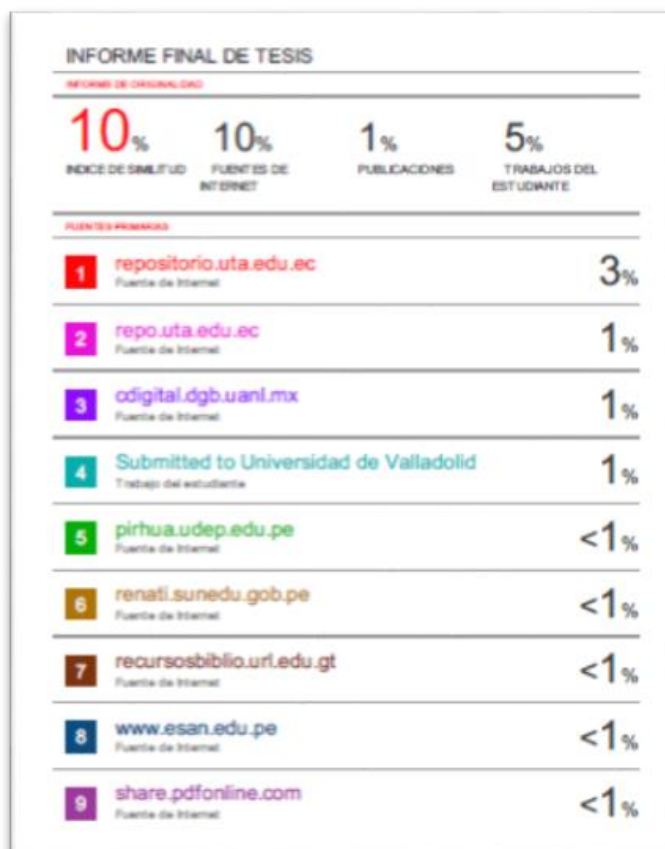 INFORME FINAL DE TESIS
INFORME DE ORIGINALIDAD
10% 10% 1% 5%
INDICE DE SIMILITUD FUENTES DE INTERNET PUBLICACIONES TRABAJOS DEL ESTUDIANTE
FUENTES PRIMARIAS
1 repositorio.uta.edu.ec 3%
Fuente de Internet
2 repo.uta.edu.ec 1%
Fuente de Internet
3 cdigital.dgb.uanl.mx 1%
Fuente de Internet
4 Submitted to Universidad de Valladolid 1%
Trabajo del estudiante
5 pirhua.udep.edu.pe <1%
Fuente de Internet
6 renati.sunedu.gob.pe <1%
Fuente de Internet
7 recursosbiblio.url.edu.gt <1%
Fuente de Internet
8 www.esan.edu.pe <1%
Fuente de Internet
9 share.pdfonline.com <1%
Fuente de Internet